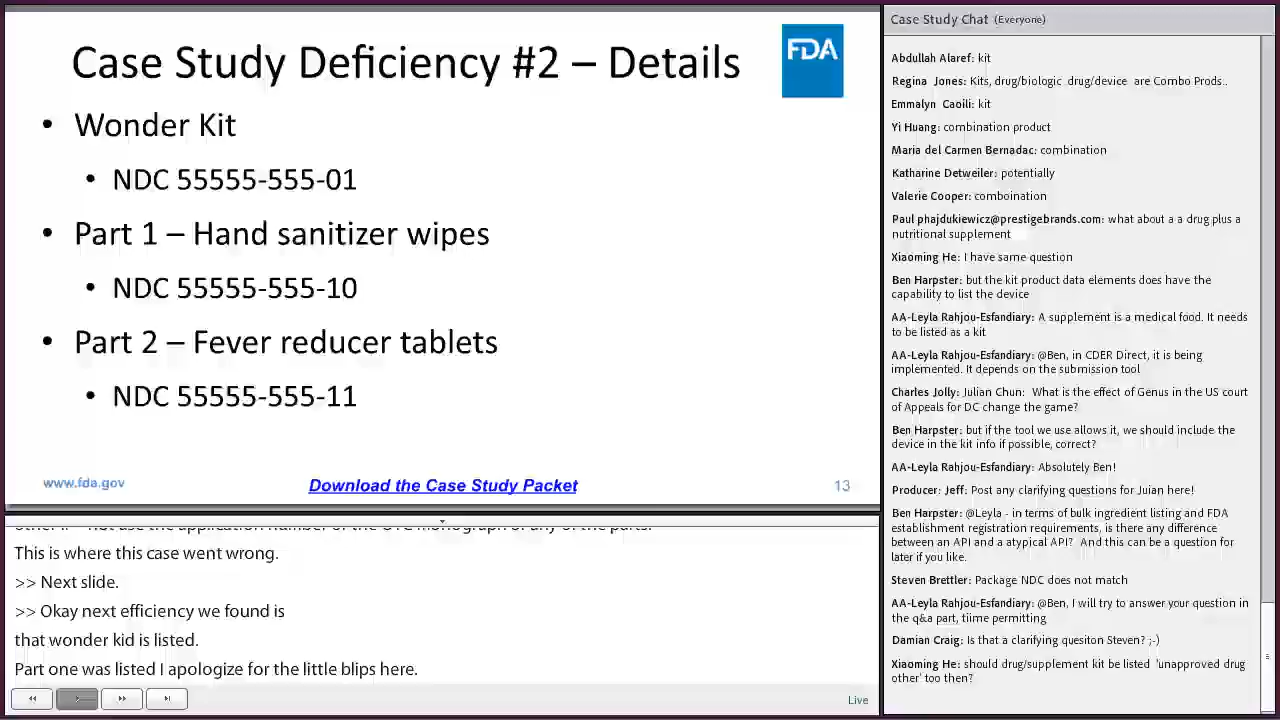 Case Study Deficiency #2 – Details
FDA
• Wonder Kit
• NDC 55555-555-01
• Part 1 – Hand sanitizer wipes
• NDC 55555-555-10
• Part 2 – Fever reducer tablets
• NDC 55555-555-11
www.fda.gov
Download the Case Study Packet
13
This is where this case went wrong.
>> Next slide.
>> Okay next efficiency we found is
that wonder kid is listed.
Part one was listed I apologize for the little blips here.
Live
Case Study Chat (Everyone)
Abdullah Alaref: kit
Regina Jones: Kits, drug/biologic drug/device are Combo Prods..
Emmalyn Caoili: kit
Yi Huang: combination product
Maria del Carmen Bernadac: combination
Katharine Detweiler: potentially
Valerie Cooper: comboination
Paul phajdukiewicz@prestigebrands.com: what about a a drug plus a
nutritional supplement
Xiaoming He: I have same question
Ben Harpster: but the kit product data elements does have the
capability to list the device
AA-Leyla Rahjou-Esfandiary: A supplement is a medical food. It needs
to be listed as a kit
AA-Leyla Rahjou-Esfandiary: @Ben, in CDER Direct, it is being
implemented. It depends on the submission tool
Charles Jolly: Julian Chun: What is the effect of Genus in the US court
of Appeals for DC change the game?
Ben Harpster: but if the tool we use allows it, we should include the
device in the kit info if possible, correct?
AA-Leyla Rahjou-Esfandiary: Absolutely Ben!
Producer: Jeff: Post any clarifying questions for Juian here!
Ben Harpster: @Leyla - in terms of bulk ingredient listing and FDA
establishment registration requirements, is there any difference
between an API and a atypical API? And this can be a question for
later if you like.
Steven Brettler: Package NDC does not match
AA-Leyla Rahjou-Esfandiary: @Ben, I will try to answer your question in
the q&a part, tiime permitting
Damian Craig: Is that a clarifying quesiton Steven? ;-)
Xiaoming He: should drug/supplement kit be listed 'unapproved drug
other' too then?